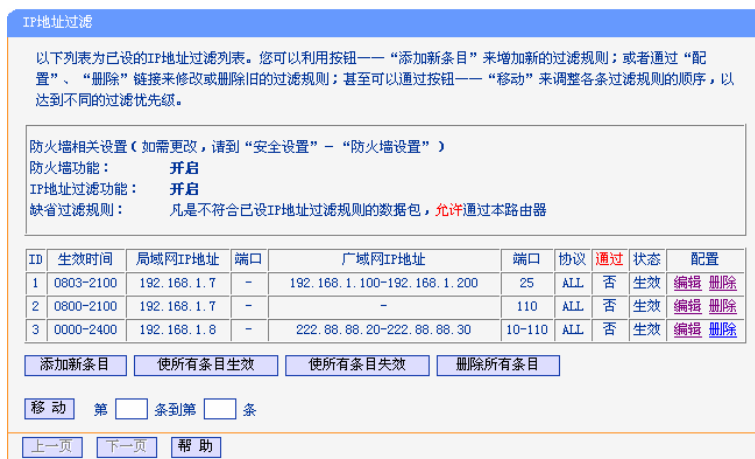 IP地址过滤
以下列表为已设的IP地址过滤列表。您可以利用按钮——“添加新条目”来增加新的过滤规则；或者通过“配
置”、“删除”链接来修改或删除旧的过滤规则；甚至可以通过按钮——“移动”来调整各条过滤规则的顺序，以
达到不同的过滤优先级。
防火墙相关设置(如需更改，请到“安全设置”－“防火墙设置”)
防火墙功能： 开启
IP地址过滤功能： 开启
缺省过滤规则： 凡是不符合已设IP地址过滤规则的数据包，允许通过本路由器
ID 生效时间 局域网IP地址 端口 广域网IP地址 端口 协议 通过 状态 配置
1 0803-2100 192.168.1.7 - 192.168.1.100-192.168.1.200 25 ALL 否 生效 编辑 删除
2 0800-2100 192.168.1.7 - - 110 ALL 否 生效 编辑 删除
3 0000-2400 192.168.1.8 - 222.88.88.20-222.88.88.30 10-110 ALL 否 生效 编辑 删除
添加新条目 使所有条目生效 使所有条目失效 删除所有条目
移 动 第 条到第 条
上一页 下一页 帮 助